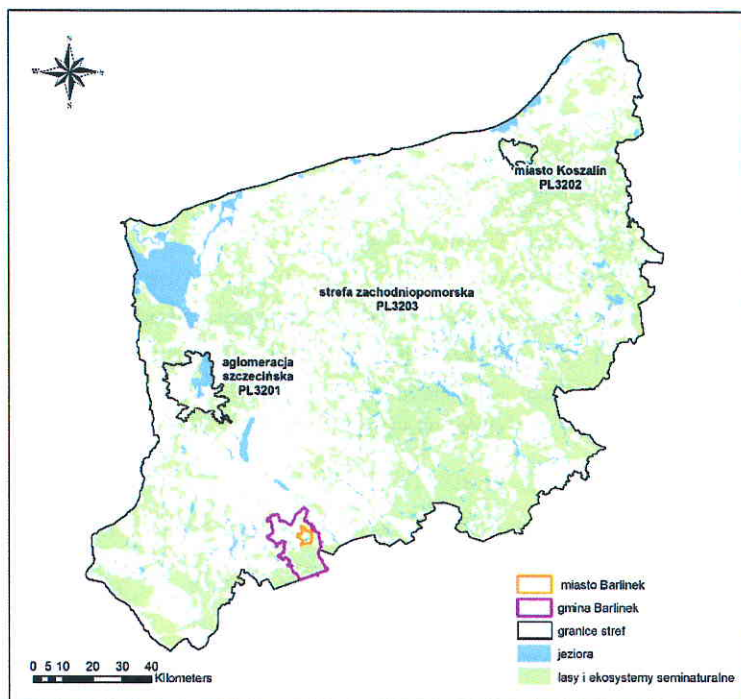 N
W
S
miasto Koszalin
PL3202
strefa zachodniopomorska
PL3203
aglomeracja
szczecińska
PL3201
miasto Barlinek
gmina Barlinek
granice stref
jeziora
lasy i ekosystemy seminaturalne
0 5 10 20 30 40
Kilometers